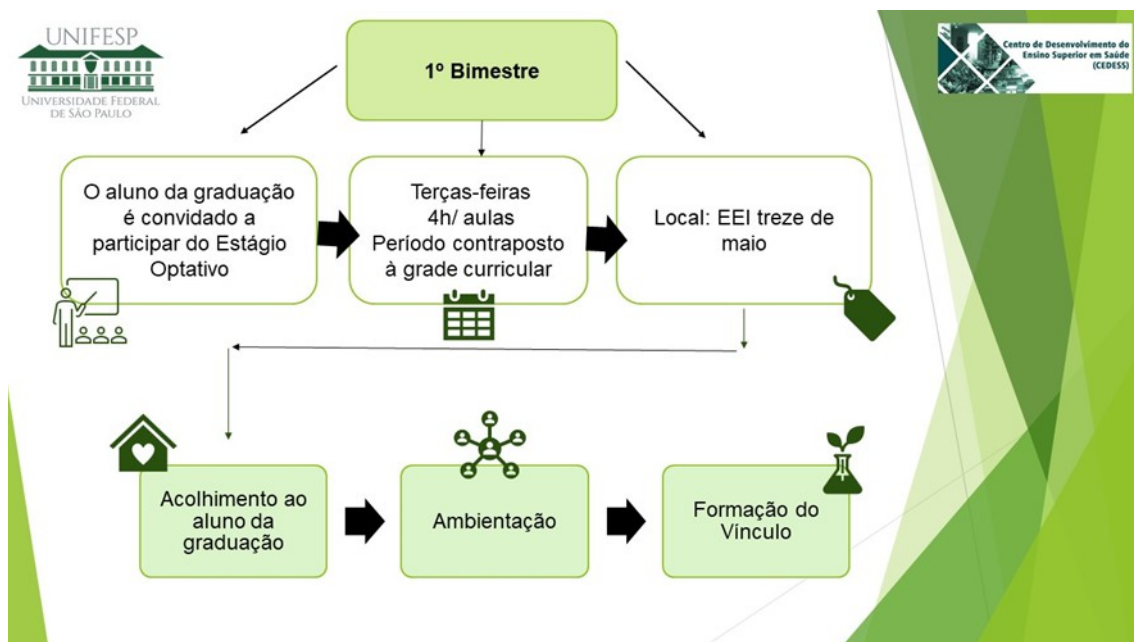 UNIFESP
UNIVERSIDADE FEDERAL
DE SÃO PAULO
Centro de Desenvolvimento do
Ensino Superior em Saúde
(CEDESS)
1º Bimestre
O aluno da graduação
é convidado a
participar do Estágio
Optativo
Terças-feiras
4h/ aulas
Período contraposto
à grade curricular
Local: EEI treze de
maio
Acolhimento ao
aluno da
graduação
Ambientação
Formação do
Vínculo